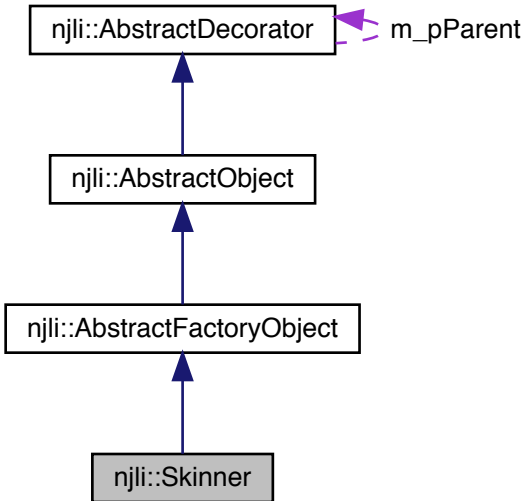 njli::AbstractDecorator
m_pParent
njli::AbstractObject
njli::AbstractFactoryObject
njli::Skinner